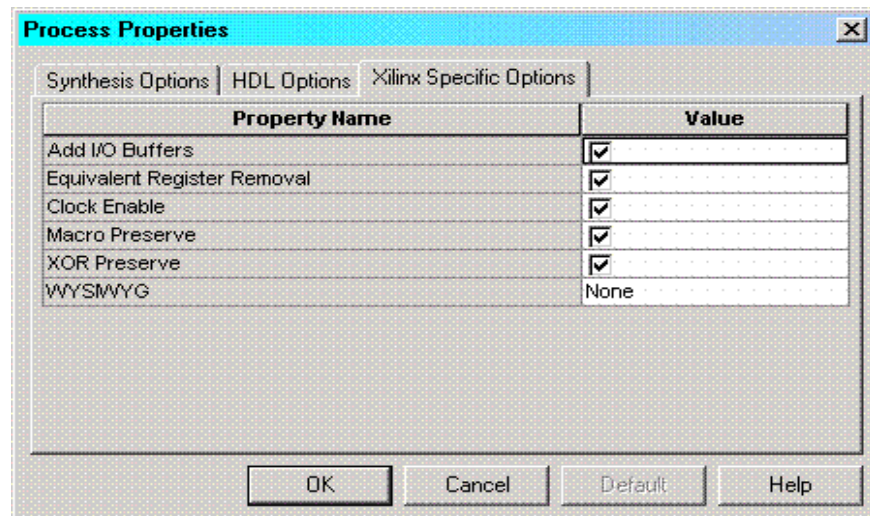 Process Properties
Synthesis Options HDL Options Xilinx Specific Options
Property Name Value
Add I/O Buffers
Equivalent Register Removal
Clock Enable
Macro Preserve
XOR Preserve
WYSIWYG None
OK Cancel Default Help